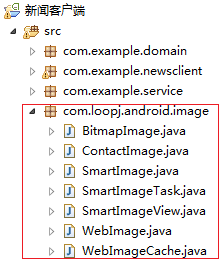 新闻客户端
src
com.example.domain
com.example.newsclient
com.example.service
com.loopj.android.image
BitmapImage.java
ContactImage.java
SmartImage.java
SmartImageTask.java
SmartImageView.java
WebImage.java
WebImageCache.java